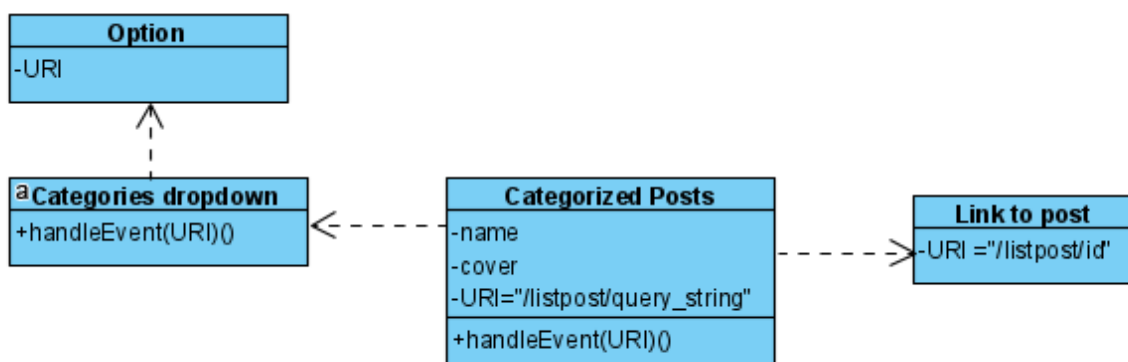 Option
-URI
a Categories dropdown
+handleEvent(URI)()
Categorized Posts
-name
-cover
-URI="/listpost/query_string"
+handleEvent(URI)()
Link to post
-URI ="/listpost/id"